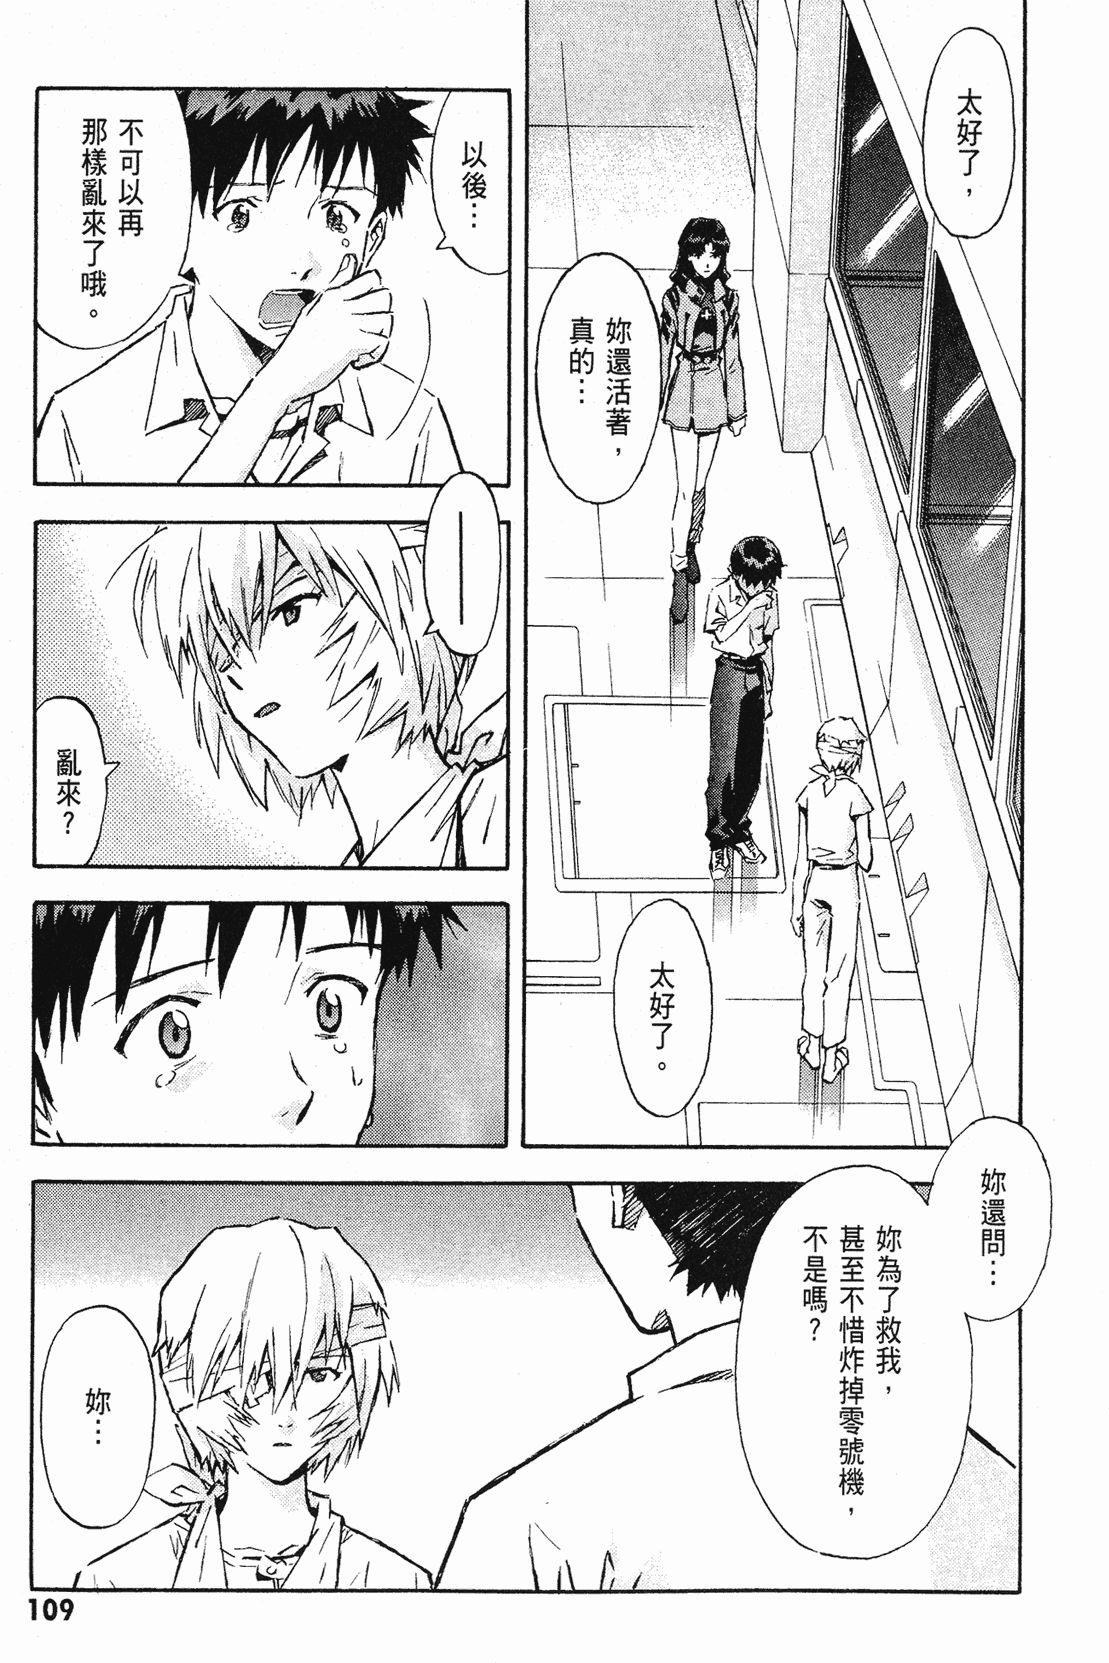 太好了，
妳還活著，
真的…
太好了。
以後…
不可以再
那樣亂來了哦。
——
亂來？
妳還問…
妳為了救我，
甚至不惜炸掉零號機，
不是嗎？
妳…
109